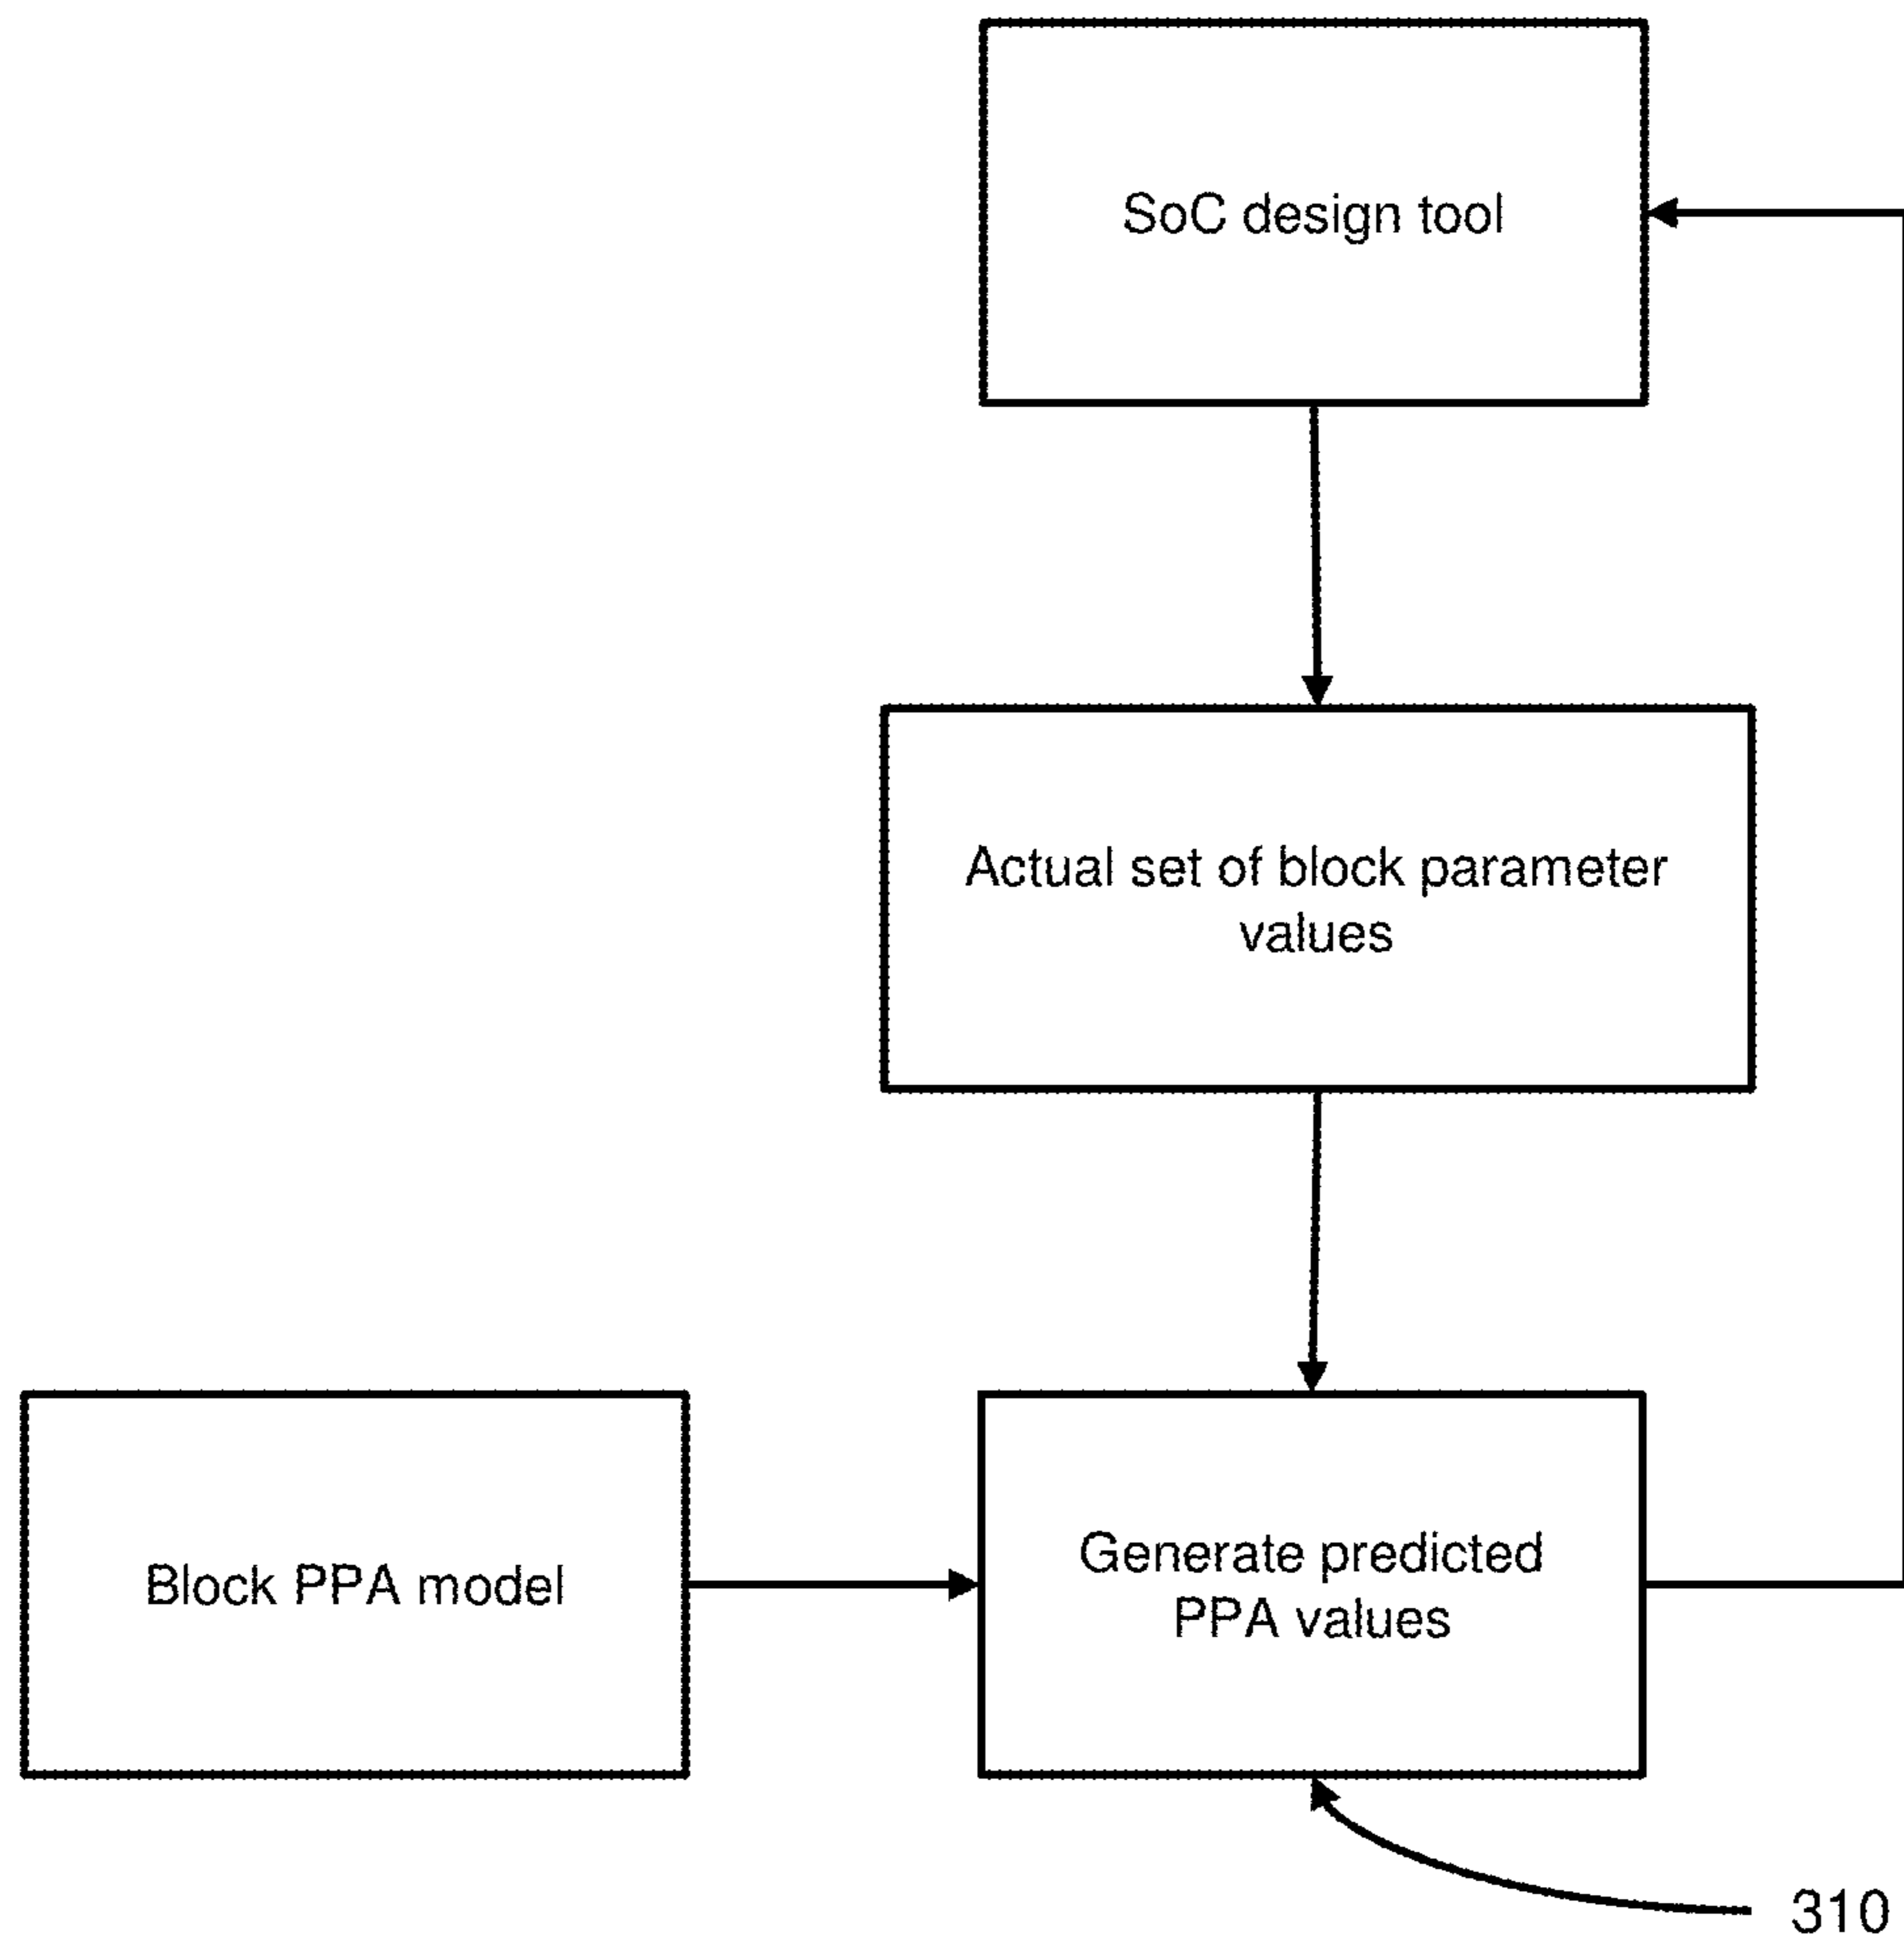 SoC design tool
Actual set of block parameter
values
Block PPA model
Generate predicted
PPA values
310